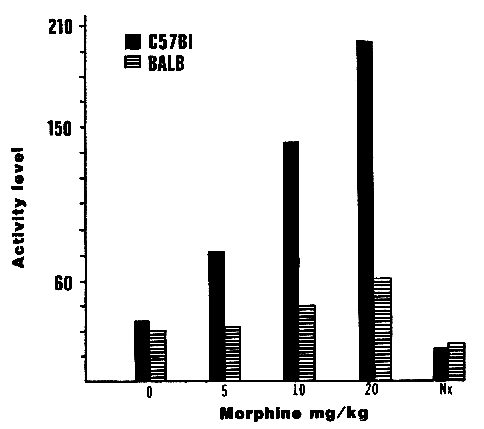 210
C57Bl
BALB
150
Activity level
60
0 5 10 20 Nx
Morphine mg/kg